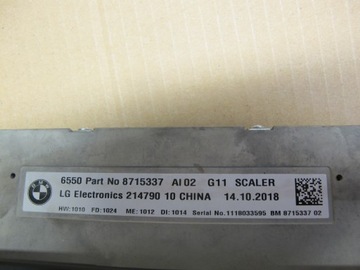 BMW
6550 Part No 8715337 AI 02 G11 SCALER
LG Electronics 214790 10 CHINA 14.10.2018
HW:1010 FD:1024 ME:1012 DI:1014 Serial No.1118033595 BM 8715337 02